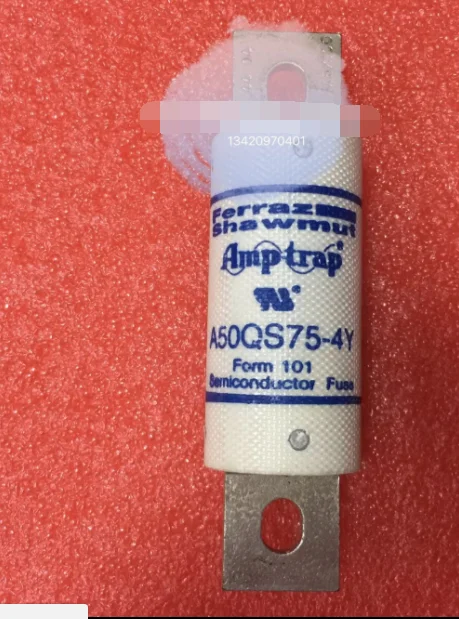 13420970401
Ferraz
Shawmut
Amp-trap®
A50QS75-4Y
Form 101
Semiconductor Fuse